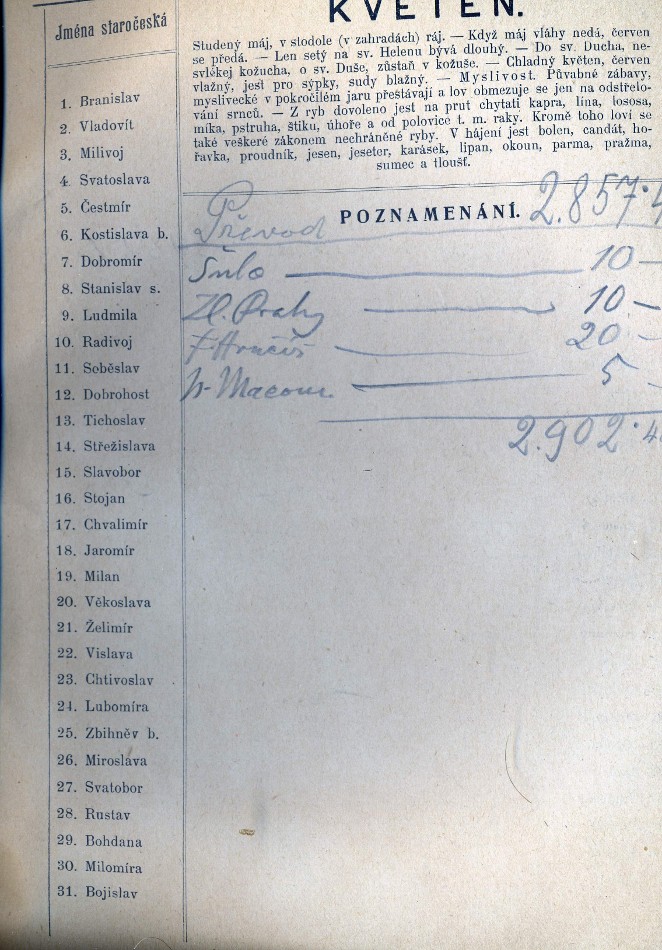 Jména staročeská
1. Branislav
2. Vladovít
3. Milivoj
4. Svatoslava
5. Čestmír
6. Kostislava b.
7. Dobromír
8. Stanislav s.
9. Ludmila
10. Radivoj
11. Soběslav
12. Dobrohost
13. Tichoslav
14. Střežislava
15. Slavobor
16. Stojan
17. Chvalimír
18. Jaromír
19. Milan
20. Věkoslava
21. Želimír
22. Vislava
23. Chtivoslav
24. Lubomíra
25. Zbihněv b.
26. Miroslava
27. Svatobor
28. Rustav
29. Bohdana
30. Milomíra
31. Bojislav
KVĚTEN.
Studený máj, v stodole (v zahradách) ráj. — Když máj vláhy nedá, červen
se předá. — Len setý na sv. Helenu bývá dlouhý. — Do sv. Ducha, ne-
svlékej kožucha, o sv. Duše, zůstaň v kožuše. — Chladný květen, červen
vlažný, jest pro sýpky, sudy blažný. — Myslivost. Půvabné zábavy,
myslivecké v pokročilém jaru přestávají a lov obmezuje se jen na odstřelo-
vání srnců. — Z ryb dovoleno jest na prut chytati kapra, lína, lososa,
míka, pstruha, štiku, úhoře a od polovice t. m. raky. Kromě toho loví se
také veškeré zákonem nechráněné ryby. V hájení jest bolen, candát, ho-
řavka, proudník, jesen, jeseter, karásek, lipan, okoun, parma, pražma,
sumec a tloušť.
POZNAMENÁNÍ.
Převod 2.857·4
Šulo — 10 —
Zl. Prahy — 10 —
— 20 —
— 5 —
2.902·4